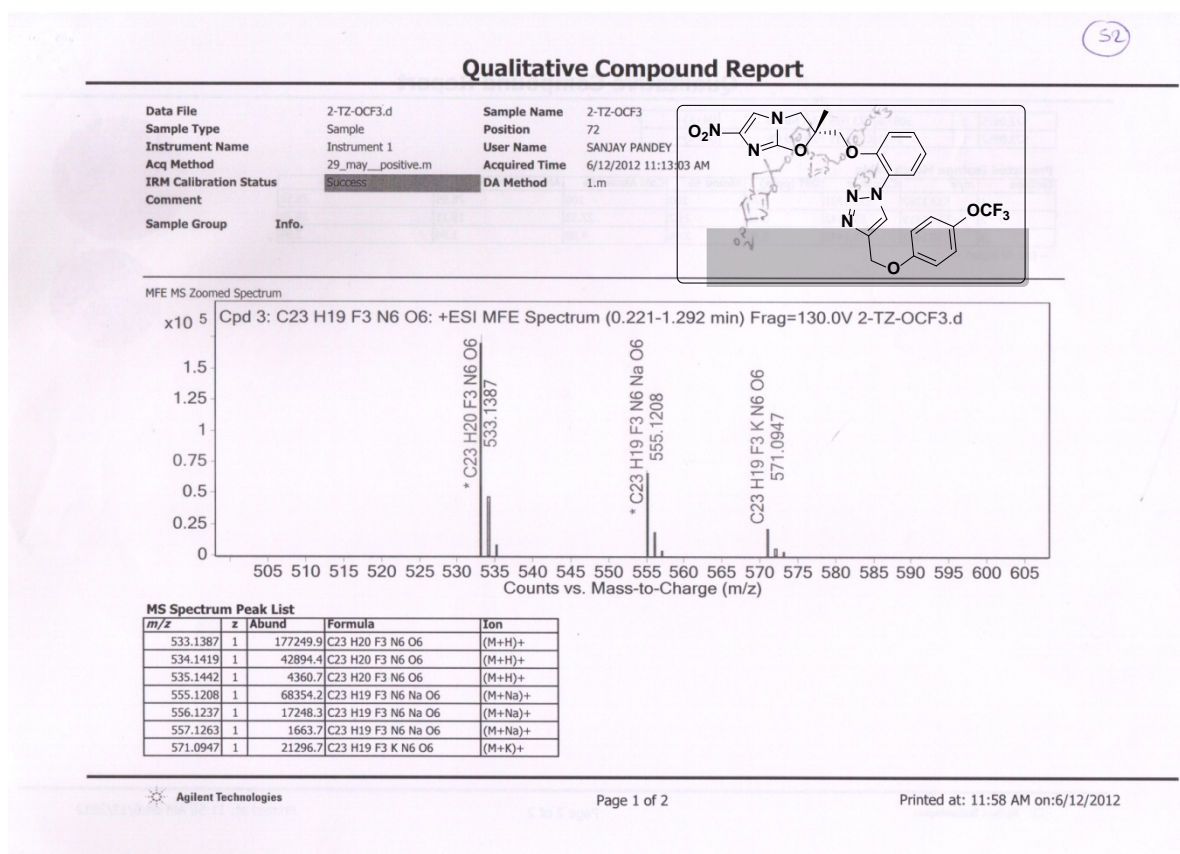 52
Qualitative Compound Report
Data File 2-TZ-OCF3.d Sample Name 2-TZ-OCF3
Sample Type Sample Position 72
Instrument Name Instrument 1 User Name SANJAY PANDEY
Acq Method 29_may__positive.m Acquired Time 6/12/2012 11:13:03 AM
IRM Calibration Status Success DA Method 1.m
Comment
Sample Group Info.
O2N N N O O N N N OCF3 O
MFE MS Zoomed Spectrum
x10 5 Cpd 3: C23 H19 F3 N6 O6: +ESI MFE Spectrum (0.221-1.292 min) Frag=130.0V 2-TZ-OCF3.d
* C23 H20 F3 N6 O6
533.1387
* C23 H19 F3 N6 Na O6
555.1208
C23 H19 F3 K N6 O6
571.0947
1.5
1.25
1
0.75
0.5
0.25
0
505 510 515 520 525 530 535 540 545 550 555 560 565 570 575 580 585 590 595 600 605
Counts vs. Mass-to-Charge (m/z)
MS Spectrum Peak List
m/z z Abund Formula Ion
533.1387 1 177249.9 C23 H20 F3 N6 O6 (M+H)+
534.1419 1 42894.4 C23 H20 F3 N6 O6 (M+H)+
535.1442 1 4360.7 C23 H20 F3 N6 O6 (M+H)+
555.1208 1 68354.2 C23 H19 F3 N6 Na O6 (M+Na)+
556.1237 1 17248.3 C23 H19 F3 N6 Na O6 (M+Na)+
557.1263 1 1663.7 C23 H19 F3 N6 Na O6 (M+Na)+
571.0947 1 21296.7 C23 H19 F3 K N6 O6 (M+K)+
Agilent Technologies Page 1 of 2 Printed at: 11:58 AM on:6/12/2012